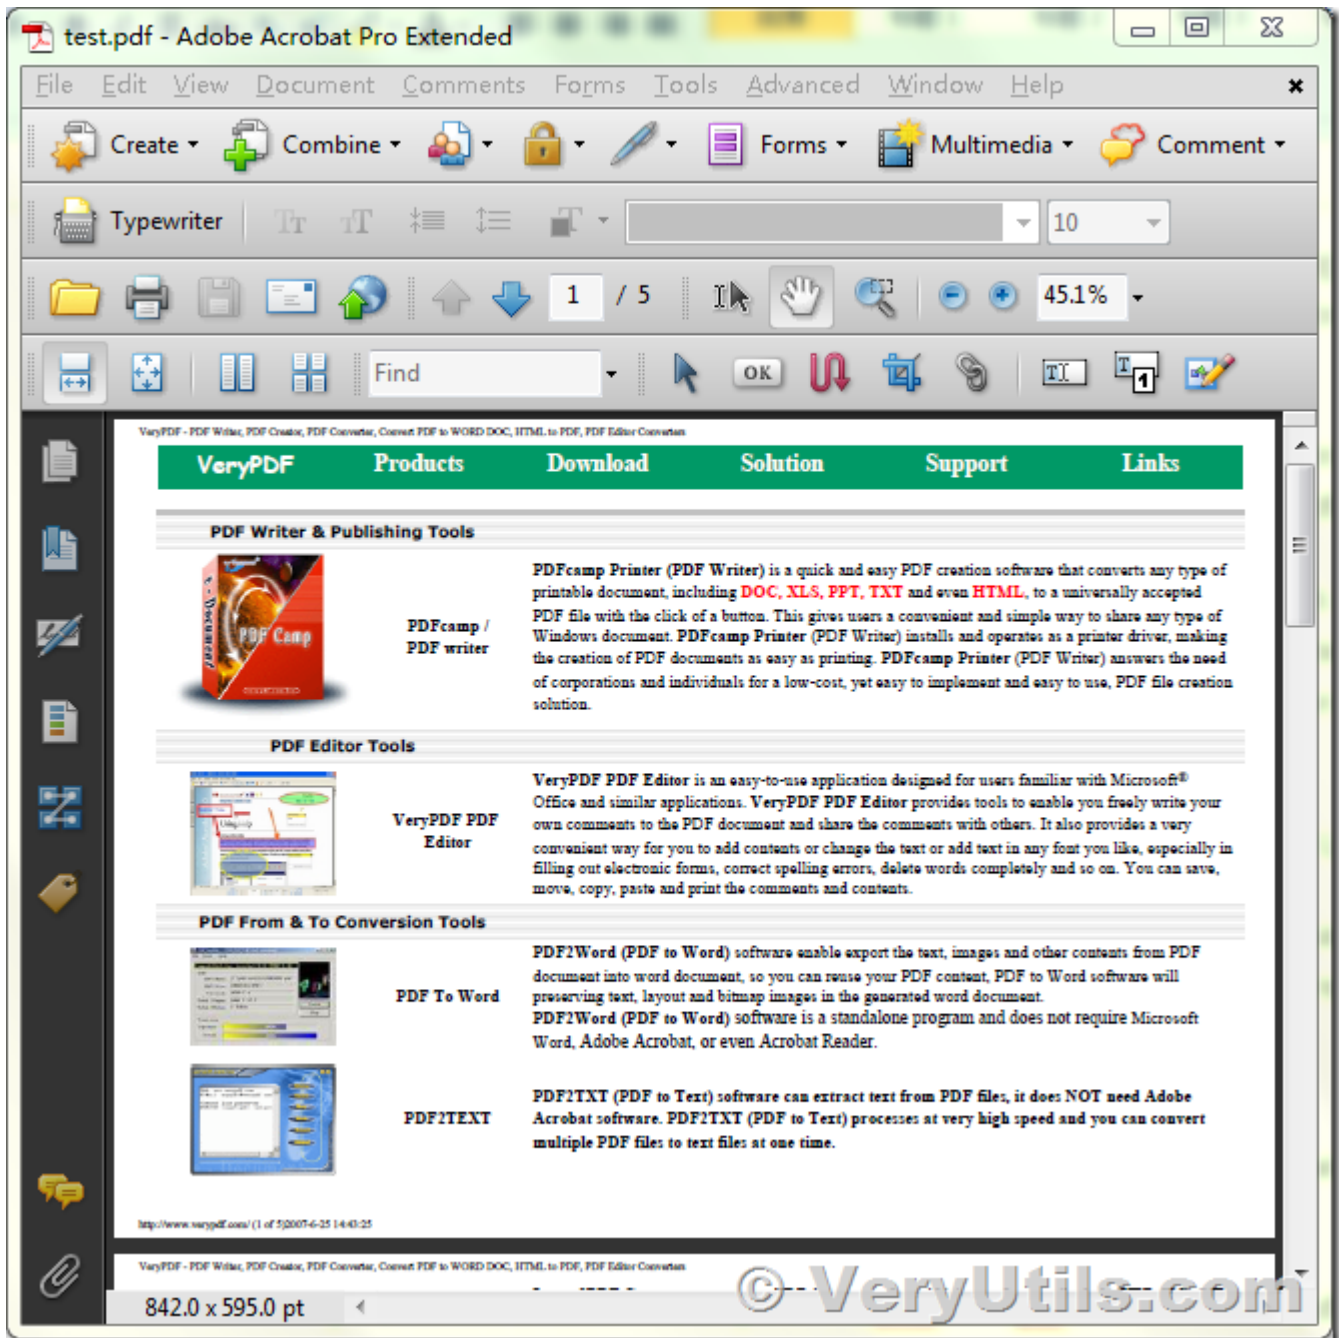 test.pdf - Adobe Acrobat Pro Extended
File Edit View Document Comments Forms Tools Advanced Window Help
Create Combine Forms Multimedia Comment
Typewriter 10
1 / 5 45.1%
Find OK
VeryPDF - PDF Writer, PDF Creator, PDF Converter, Convert PDF to WORD DOC, HTML to PDF, PDF Editor Converters
VeryPDF Products Download Solution Support Links
PDF Writer & Publishing Tools
PDF Camp
PDFcamp /
PDF writer
PDFcamp Printer (PDF Writer) is a quick and easy PDF creation software that converts any type of
printable document, including DOC, XLS, PPT, TXT and even HTML, to a universally accepted
PDF file with the click of a button. This gives users a convenient and simple way to share any type of
Windows document. PDFcamp Printer (PDF Writer) installs and operates as a printer driver, making
the creation of PDF documents as easy as printing. PDFcamp Printer (PDF Writer) answers the need
of corporations and individuals for a low-cost, yet easy to implement and easy to use, PDF file creation
solution.
PDF Editor Tools
VeryPDF PDF
Editor
VeryPDF PDF Editor is an easy-to-use application designed for users familiar with Microsoft®
Office and similar applications. VeryPDF PDF Editor provides tools to enable you freely write your
own comments to the PDF document and share the comments with others. It also provides a very
convenient way for you to add contents or change the text or add text in any font you like, especially in
filling out electronic forms, correct spelling errors, delete words completely and so on. You can save,
move, copy, paste and print the comments and contents.
PDF From & To Conversion Tools
PDF To Word
PDF2Word (PDF to Word) software enable export the text, images and other contents from PDF
document into word document, so you can reuse your PDF content, PDF to Word software will
preserving text, layout and bitmap images in the generated word document.
PDF2Word (PDF to Word) software is a standalone program and does not require Microsoft
Word, Adobe Acrobat, or even Acrobat Reader.
PDF2TEXT
PDF2TXT (PDF to Text) software can extract text from PDF files, it does NOT need Adobe
Acrobat software. PDF2TXT (PDF to Text) processes at very high speed and you can convert
multiple PDF files to text files at one time.
http://www.verypdf.com/ (1 of 5)2007-6-25 14:43:25
VeryPDF - PDF Writer, PDF Creator, PDF Converter, Convert PDF to WORD DOC, HTML to PDF, PDF Editor Converters
© VeryUtils.com
842.0 x 595.0 pt